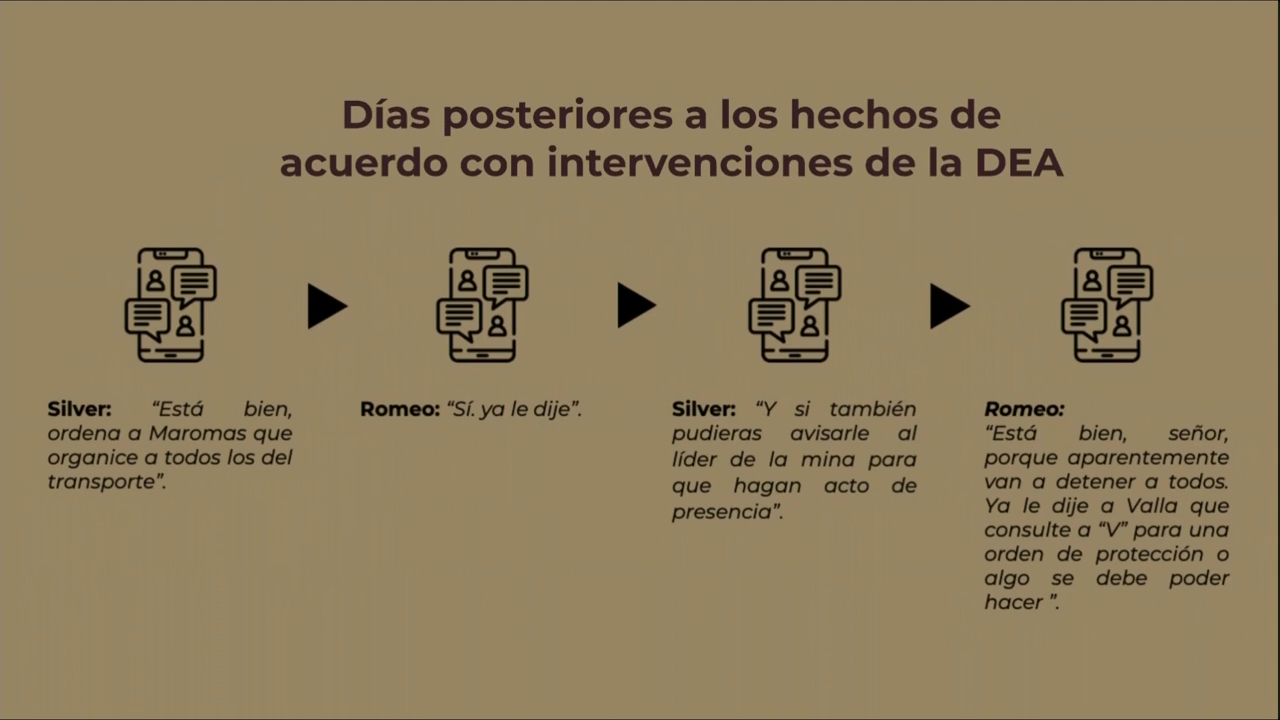 Días posteriores a los hechos de
acuerdo con intervenciones de la DEA
Silver: “Está bien,
ordena a Maromas que
organice a todos los del
transporte”.
Romeo: “Sí. ya le dije”.
Silver: “Y si también
pudieras avisarle al
líder de la mina para
que hagan acto de
presencia”.
Romeo:
“Está bien, señor,
porque aparentemente
van a detener a todos.
Ya le dije a Valla que
consulte a “V” para una
orden de protección o
algo se debe poder
hacer ”.